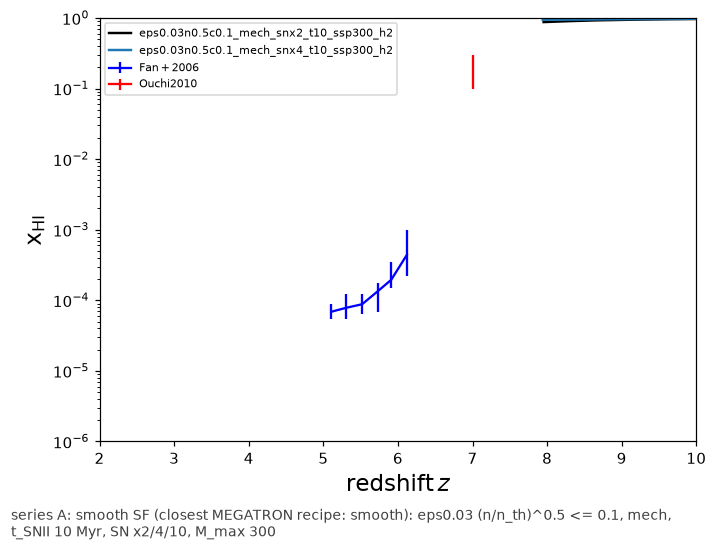 eps0.03n0.5c0.1_mech_snx2_t10_ssp300_h2
eps0.03n0.5c0.1_mech_snx4_t10_ssp300_h2
Fan+2006
Ouchi2010
10⁰
10⁻¹
10⁻²
10⁻³
10⁻⁴
10⁻⁵
10⁻⁶
x_HI
2 3 4 5 6 7 8 9 10
redshift z
series A: smooth SF (closest MEGATRON recipe: smooth): eps0.03 (n/n_th)^0.5 <= 0.1, mech,
t_SNII 10 Myr, SN x2/4/10, M_max 300